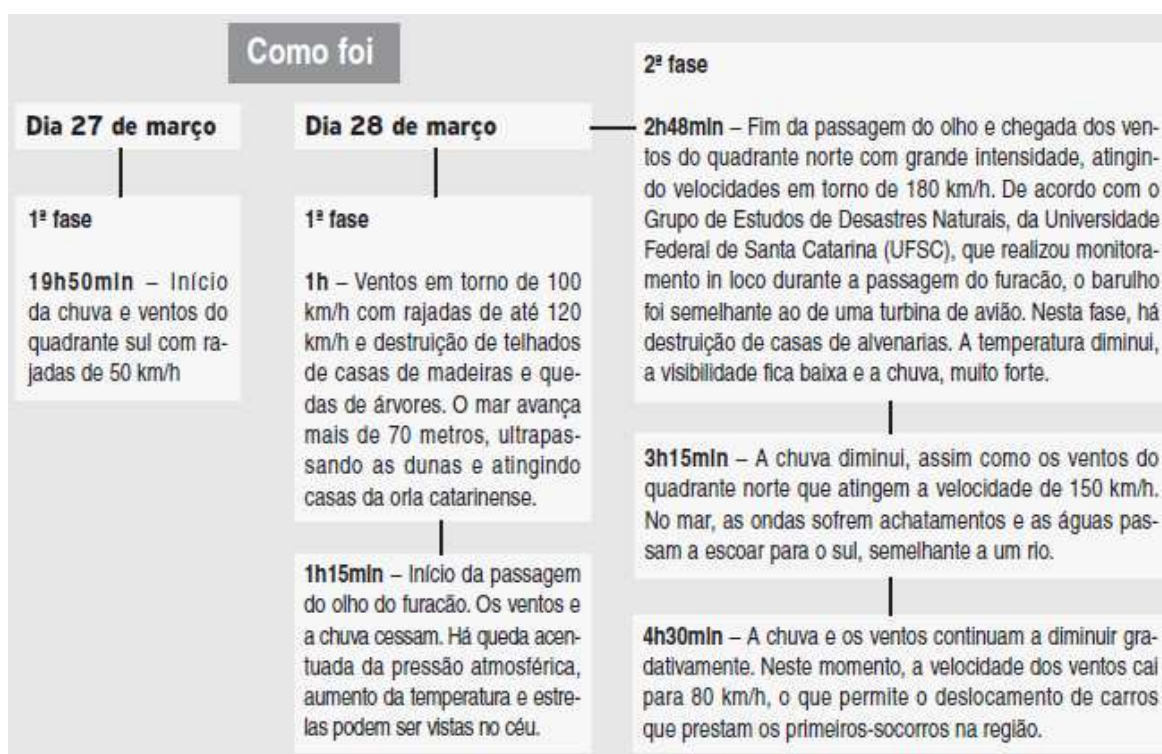 Como foi
Dia 27 de março
1ª fase
19h50min – Início
da chuva e ventos do
quadrante sul com ra-
jadas de 50 km/h
Dia 28 de março
1ª fase
1h – Ventos em torno de 100
km/h com rajadas de até 120
km/h e destruição de telhados
de casas de madeiras e que-
das de árvores. O mar avança
mais de 70 metros, ultrapas-
sando as dunas e atingindo
casas da orla catarinense.
1h15min – Início da passagem
do olho do furacão. Os ventos e
a chuva cessam. Há queda acen-
tuada da pressão atmosférica,
aumento da temperatura e estre-
las podem ser vistas no céu.
2ª fase
2h48min – Fim da passagem do olho e chegada dos ven-
tos do quadrante norte com grande intensidade, atingin-
do velocidades em torno de 180 km/h. De acordo com o
Grupo de Estudos de Desastres Naturais, da Universidade
Federal de Santa Catarina (UFSC), que realizou monitora-
mento in loco durante a passagem do furacão, o barulho
foi semelhante ao de uma turbina de avião. Nesta fase, há
destruição de casas de alvenarias. A temperatura diminui,
a visibilidade fica baixa e a chuva, muito forte.
3h15min – A chuva diminui, assim como os ventos do
quadrante norte que atingem a velocidade de 150 km/h.
No mar, as ondas sofrem achatamentos e as águas pas-
sam a escoar para o sul, semelhante a um rio.
4h30min – A chuva e os ventos continuam a diminuir gra-
dativamente. Neste momento, a velocidade dos ventos cai
para 80 km/h, o que permite o deslocamento de carros
que prestam os primeiros-socorros na região.